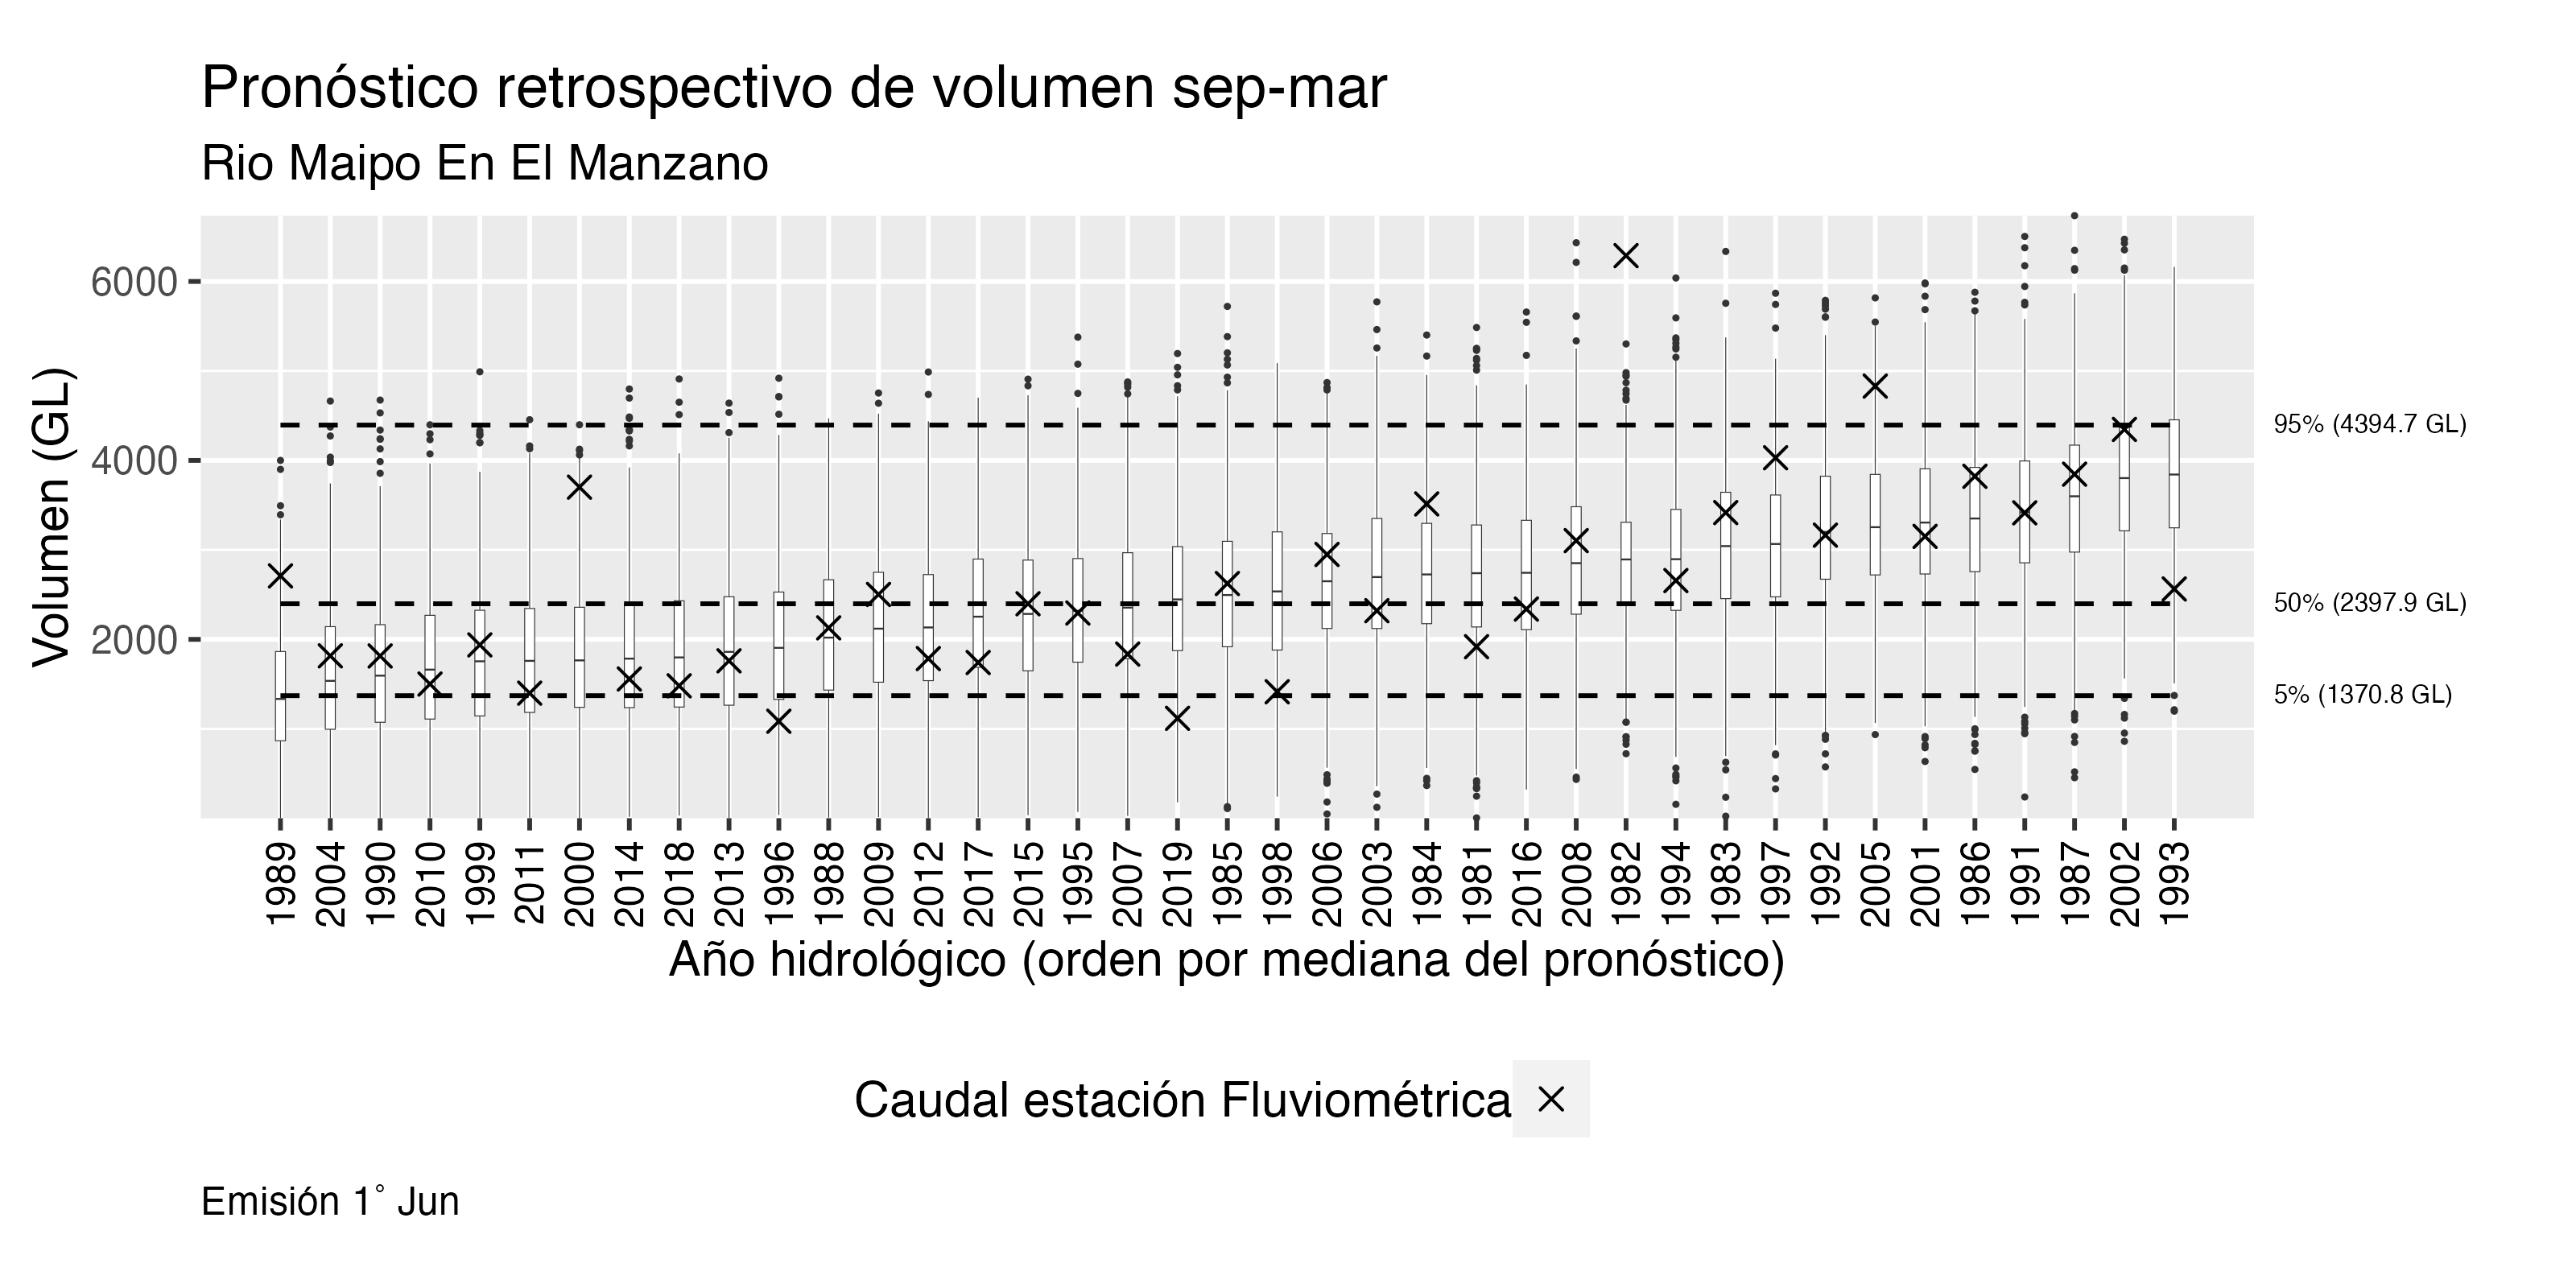 Pronóstico retrospectivo de volumen sep-mar
Rio Maipo En El Manzano
Volumen (GL)
6000
4000
2000
95% (4394.7 GL)
50% (2397.9 GL)
5% (1370.8 GL)
1989 2004 1990 2010 1999 2011 2000 2014 2018 2013 1996 1988 2009 2012 2017 2015 1995 2007 2019 1985 1998 2006 2003 1984 1981 2016 2008 1982 1994 1983 1997 1992 2005 2001 1986 1991 1987 2002 1993
Año hidrológico (orden por mediana del pronóstico)
Caudal estación Fluviométrica
Emisión 1° Jun